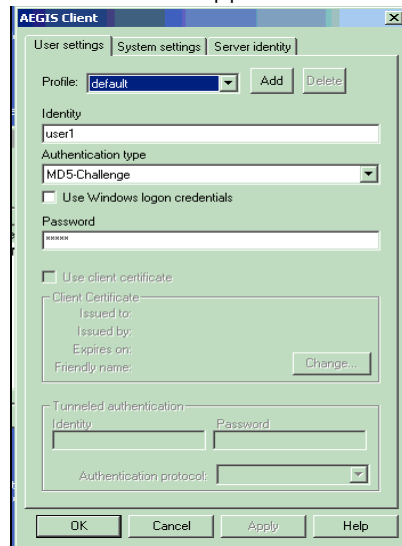 AEGIS Client
User settings System settings Server identity
Profile: default Add Delete
Identity
user1
Authentication type
MD5-Challenge
Use Windows logon credentials
Password
*****
Use client certificate
Client Certificate
Issued to:
Issued by:
Expires on:
Friendly name:
Change...
Tunneled authentication
Identity Password
Authentication protocol:
OK Cancel Apply Help